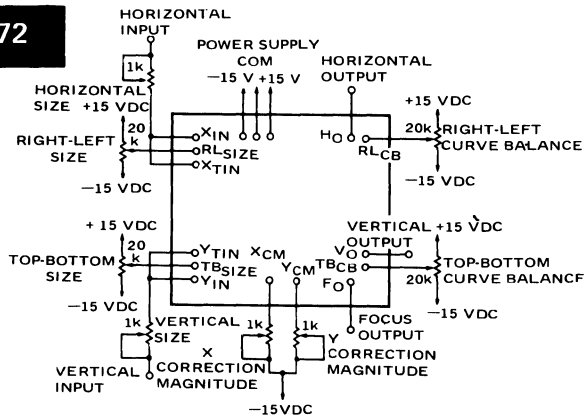 72
HORIZONTAL
INPUT
1k
HORIZONTAL
SIZE +15 VDC
POWER SUPPLY
COM
—15 V +15 V
HORIZONTAL
OUTPUT
+15 VDC
20
k
RIGHT-LEFT
SIZE
—15 VDC
XIN
RLSIZE
XTIN
HO
RLCB
20k
RIGHT-LEFT
CURVE BALANCE
—15 VDC
+ 15 VDC
20
k
TOP-BOTTOM
SIZE
—15 VDC
YTIN
TBSIZE
YIN
XCM
YCM
VERTICAL +15 VDC
OUTPUT
VO
TBCB
FO
20k
TOP-BOTTOM
CURVE BALANCF
—15 VDC
1k
VERTICAL
SIZE
VERTICAL
INPUT
1k
X
CORRECTION
MAGNITUDE
1k
Y
CORRECTION
MAGNITUDE
FOCUS
OUTPUT
—15VDC